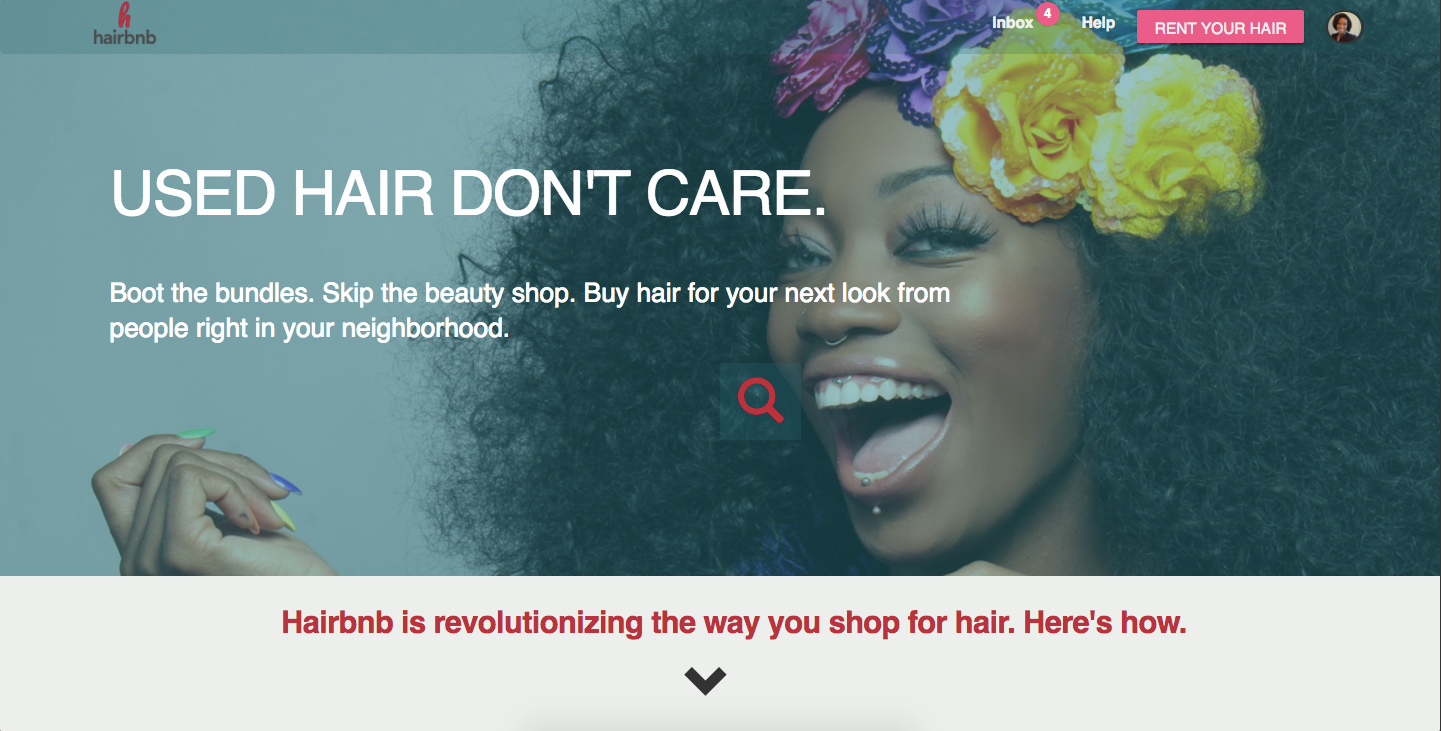 h
hairbnb
Inbox
4
Help
RENT YOUR HAIR
USED HAIR DON'T CARE.
Boot the bundles. Skip the beauty shop. Buy hair for your next look from
people right in your neighborhood.
Hairbnb is revolutionizing the way you shop for hair. Here's how.